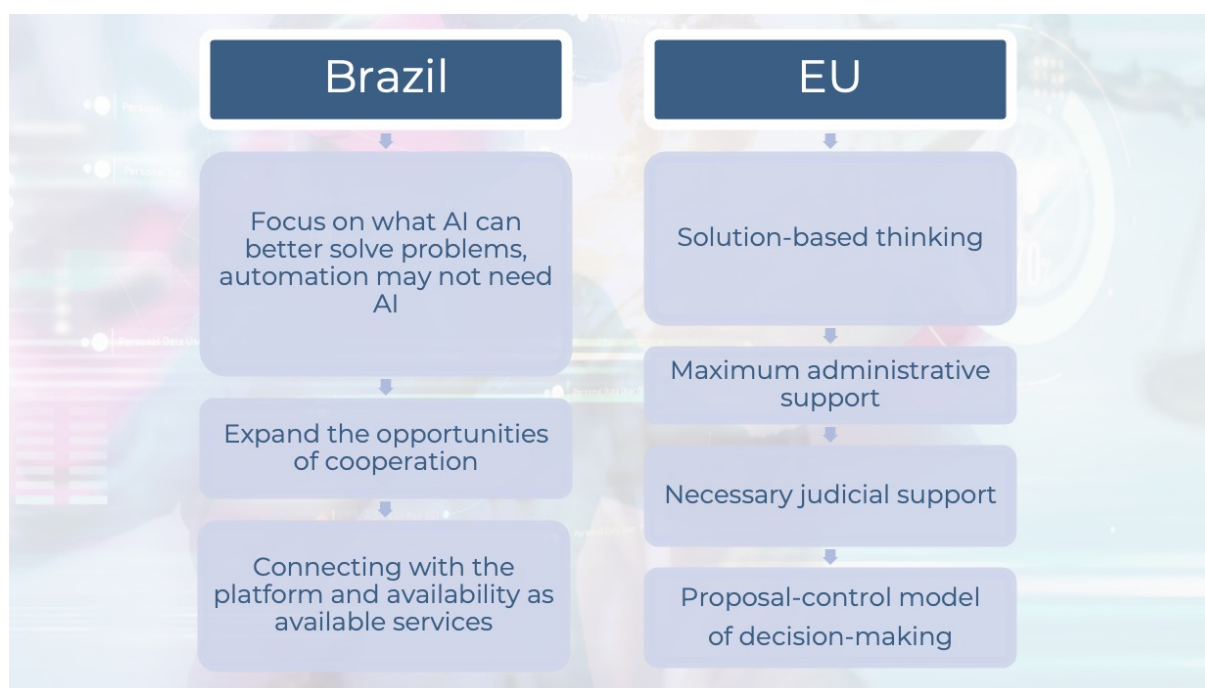 Brazil
Focus on what AI can
better solve problems,
automation may not need
AI
Expand the opportunities
of cooperation
Connecting with the
platform and availability as
available services
EU
Solution-based thinking
Maximum administrative
support
Necessary judicial support
Proposal-control model
of decision-making